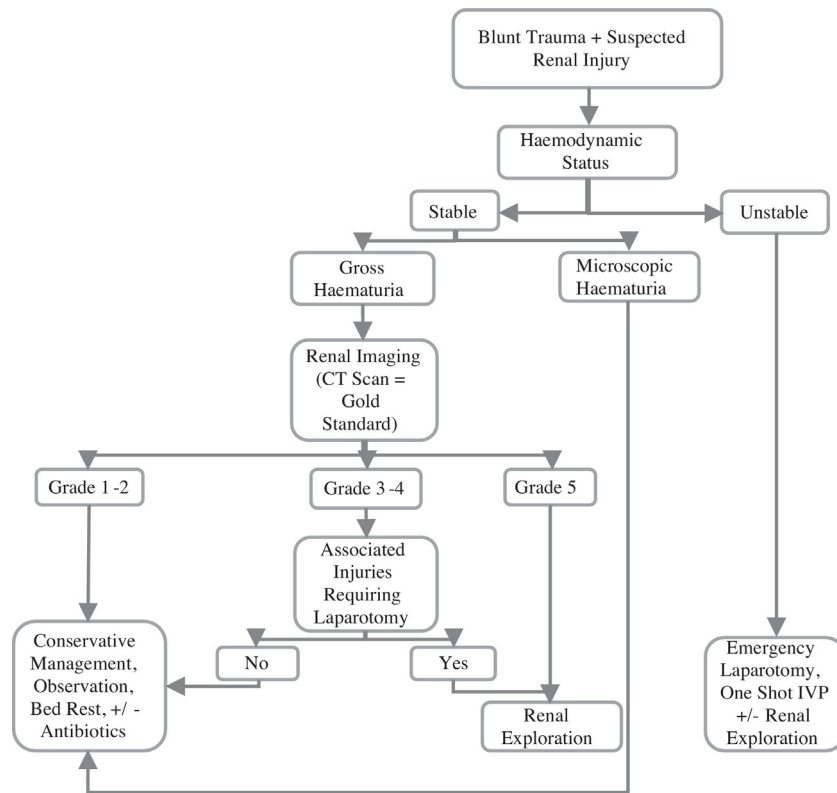 Blunt Trauma + Suspected
Renal Injury
Haemodynamic
Status
Stable
Unstable
Gross
Haematuria
Microscopic
Haematuria
Renal Imaging
(CT Scan =
Gold
Standard)
Grade 1 -2
Grade 3 -4
Grade 5
Associated
Injuries
Requiring
Laparotomy
No
Yes
Conservative
Management,
Observation,
Bed Rest, +/ -
Antibiotics
Renal
Exploration
Emergency
Laparotomy,
One Shot IVP
+/- Renal
Exploration